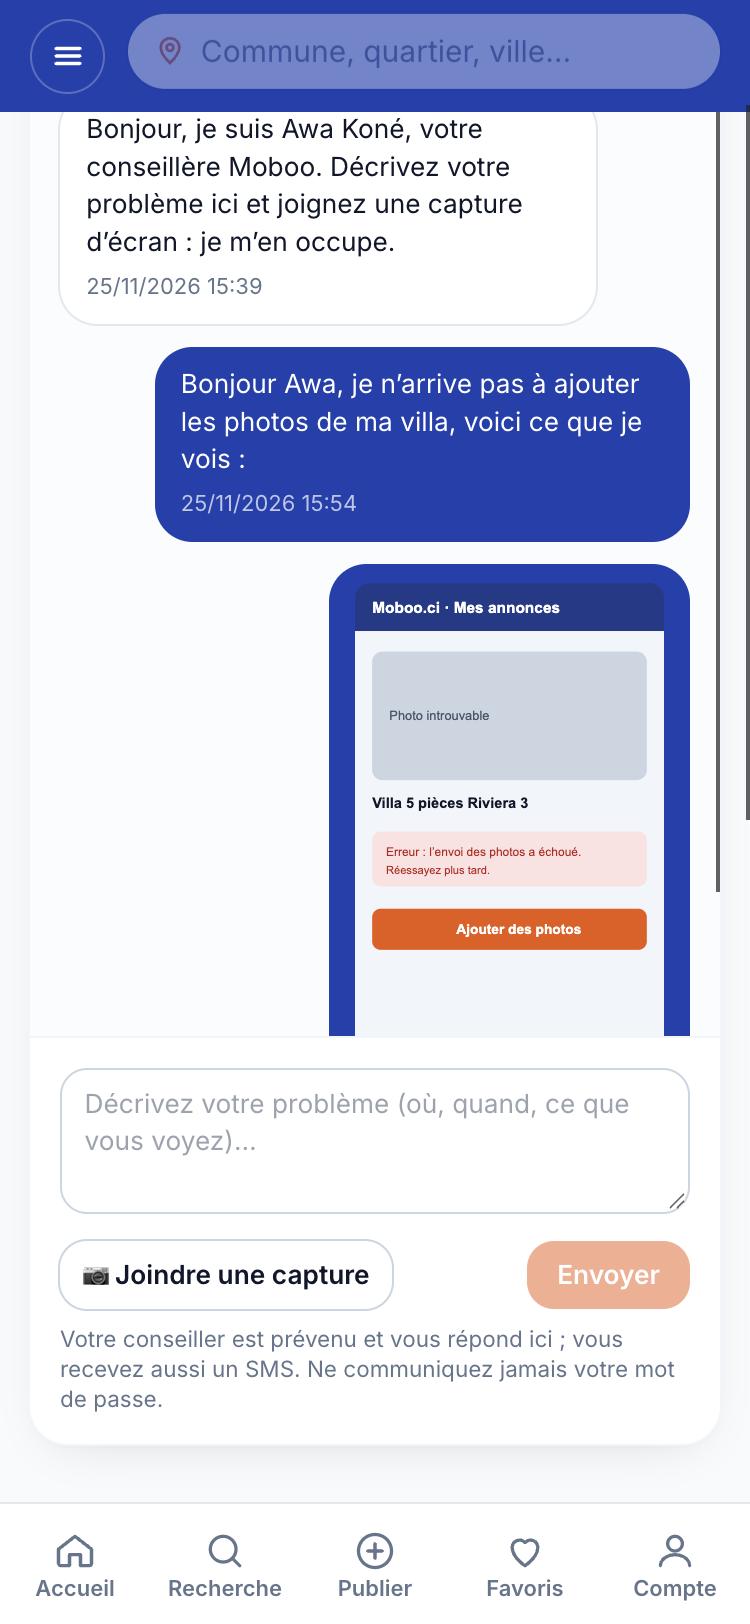 Commune, quartier, ville...
Bonjour, je suis Awa Koné, votre
conseillère Moboo. Décrivez votre
problème ici et joignez une capture
d’écran : je m’en occupe.
25/11/2026 15:39
Bonjour Awa, je n’arrive pas à ajouter
les photos de ma villa, voici ce que je
vois :
25/11/2026 15:54
Moboo.ci · Mes annonces
Photo introuvable
Villa 5 pièces Riviera 3
Erreur : l’envoi des photos a échoué.
Réessayez plus tard.
Ajouter des photos
Décrivez votre problème (où, quand, ce que
vous voyez)...
Joindre une capture
Envoyer
Votre conseiller est prévenu et vous répond ici ; vous
recevez aussi un SMS. Ne communiquez jamais votre mot
de passe.
Accueil
Recherche
Publier
Favoris
Compte